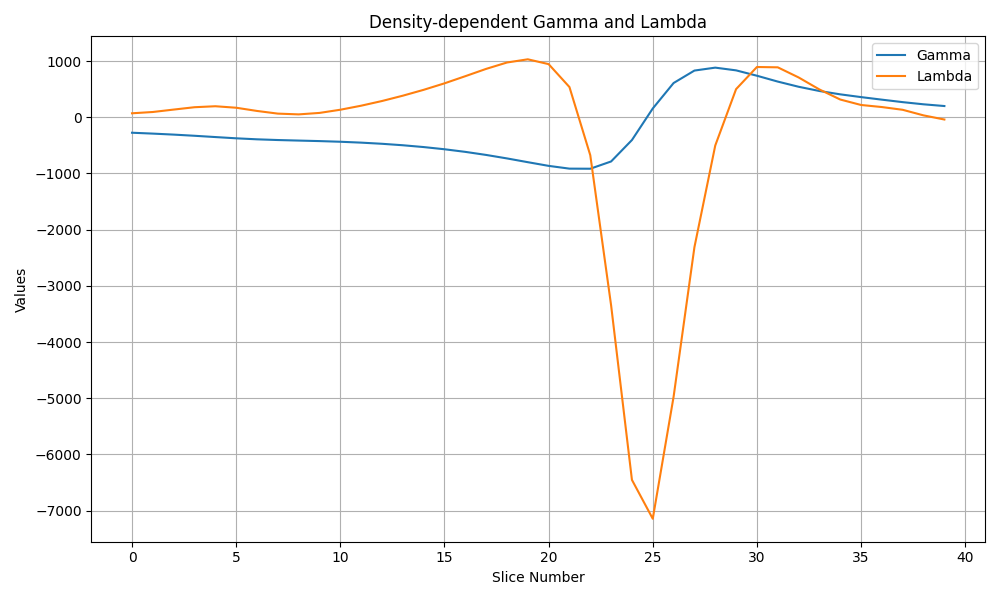 Density-dependent Gamma and Lambda
Gamma
Lambda
1000
0
−1000
−2000
−3000
−4000
−5000
−6000
−7000
Values
0 5 10 15 20 25 30 35 40
Slice Number